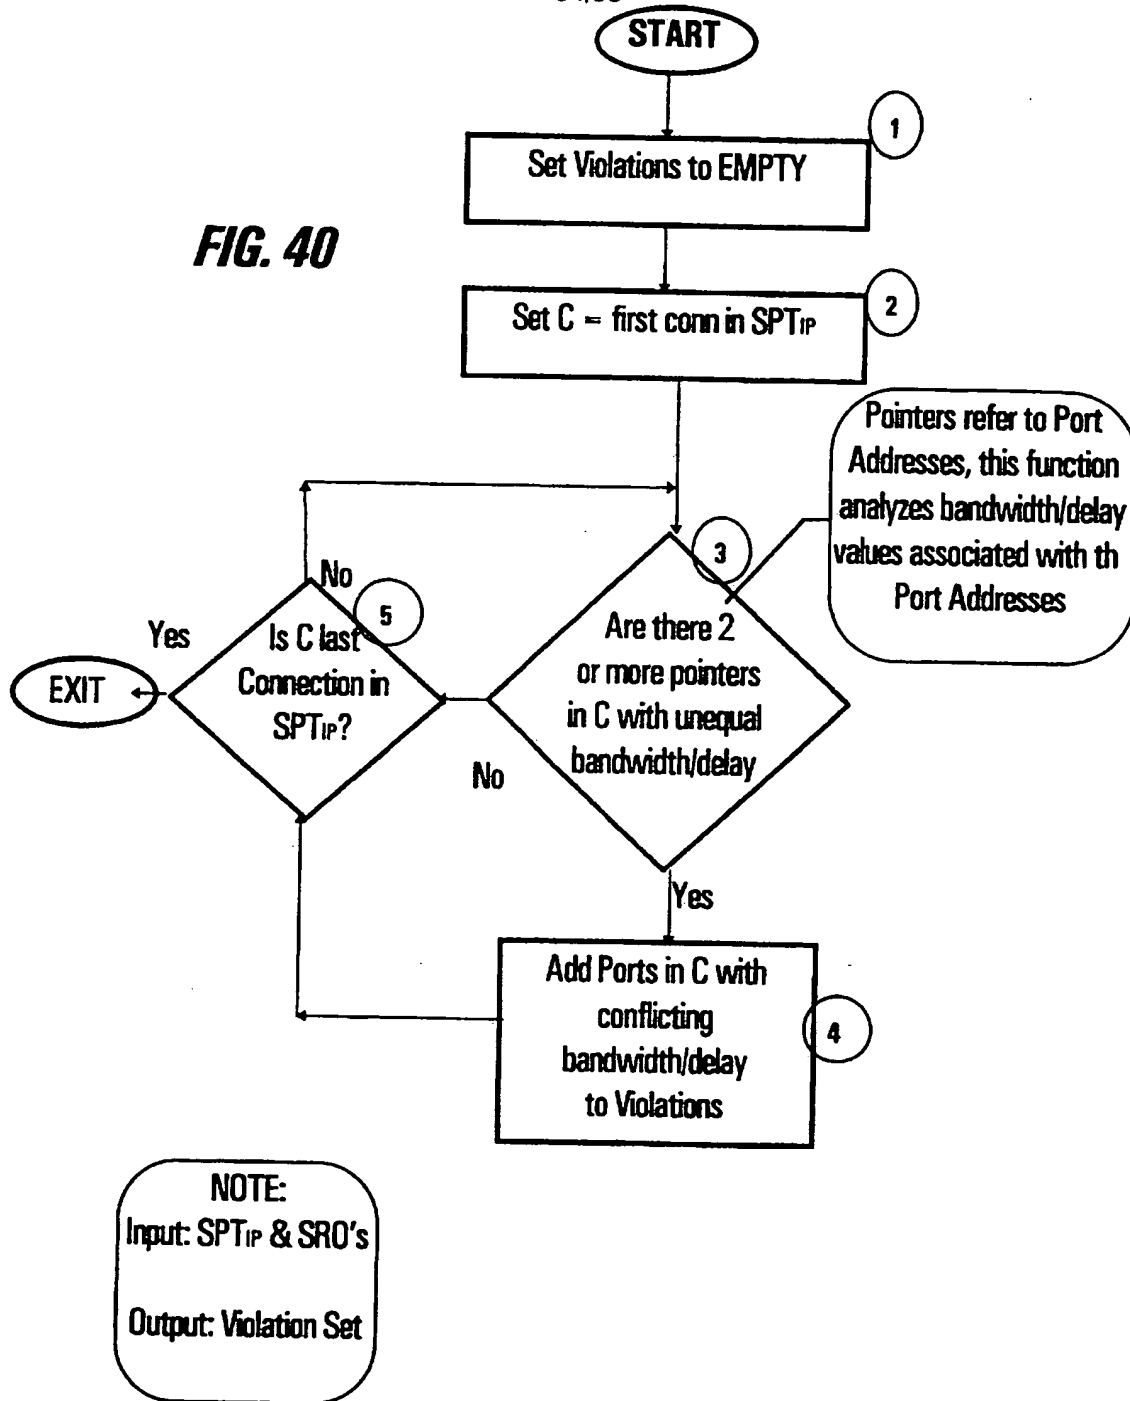 START
1
Set Violations to EMPTY
FIG. 40
2
Set C = first conn in SPTIP
Pointers refer to Port
Addresses, this function
analyzes bandwidth/delay
values associated with th
Port Addresses
3
Are there 2
or more pointers
in C with unequal
bandwidth/delay
No
5
Is C last
Connection in
SPTIP?
Yes
EXIT
No
Yes
Add Ports in C with
conflicting
bandwidth/delay
to Violations
4
NOTE:
Input: SPTIP & SRO's
Output: Violation Set